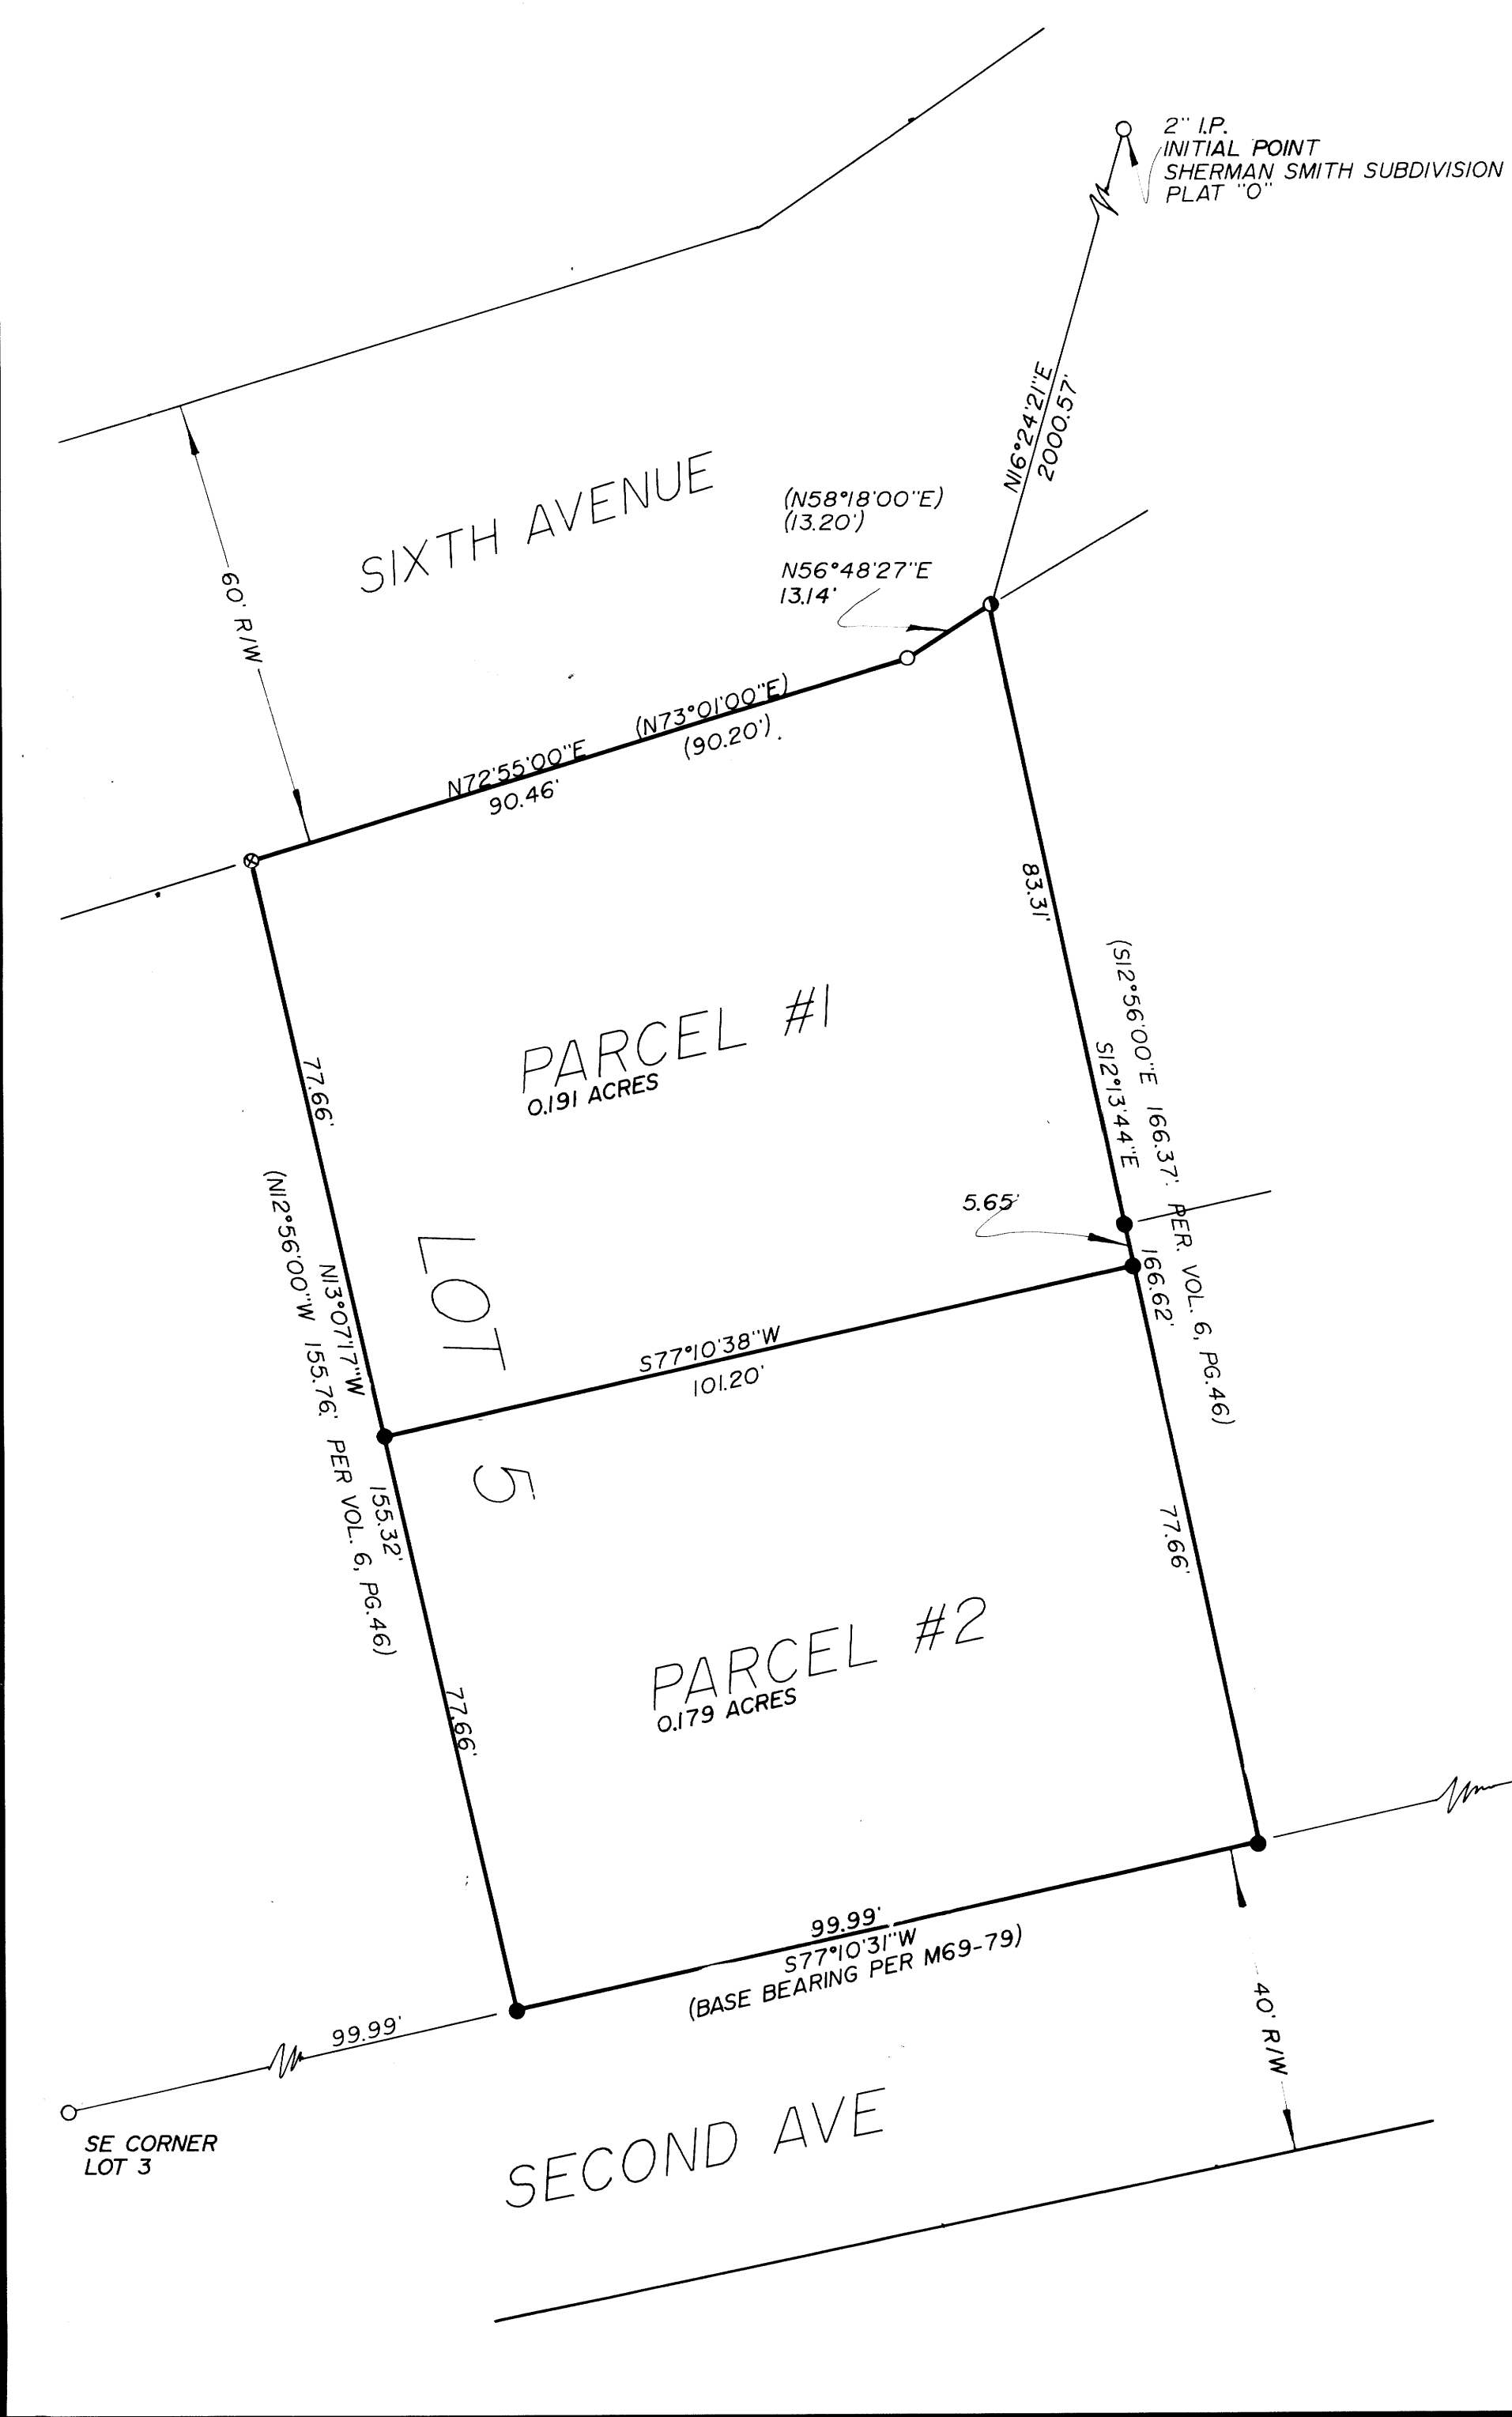 2" I.P.
INITIAL POINT
SHERMAN SMITH SUBDIVISION
PLAT "O"
N16°24'21"E
2000.57'
SIXTH AVENUE
60' R/W
(N58°18'00"E)
(13.20')
N56°48'27"E
13.14'
(N73°01'00"E)
(90.20')
N72°55'00"E
90.46'
83.31'
(S12°56'00"E 166.37' PER. VOL. 6, PG.46)
S12°13'44"E
166.62'
5.65'
PARCEL #1
0.191 ACRES
77.66'
(N12°56'00"W 155.76' PER VOL. 6, PG.46)
N13°07'17"W
155.32'
LOT 5
S77°10'38"W
101.20'
77.66'
PARCEL #2
0.179 ACRES
77.66'
99.99'
S77°10'31"W
(BASE BEARING PER M69-79)
99.99'
40' R/W
SE CORNER
LOT 3
SECOND AVE